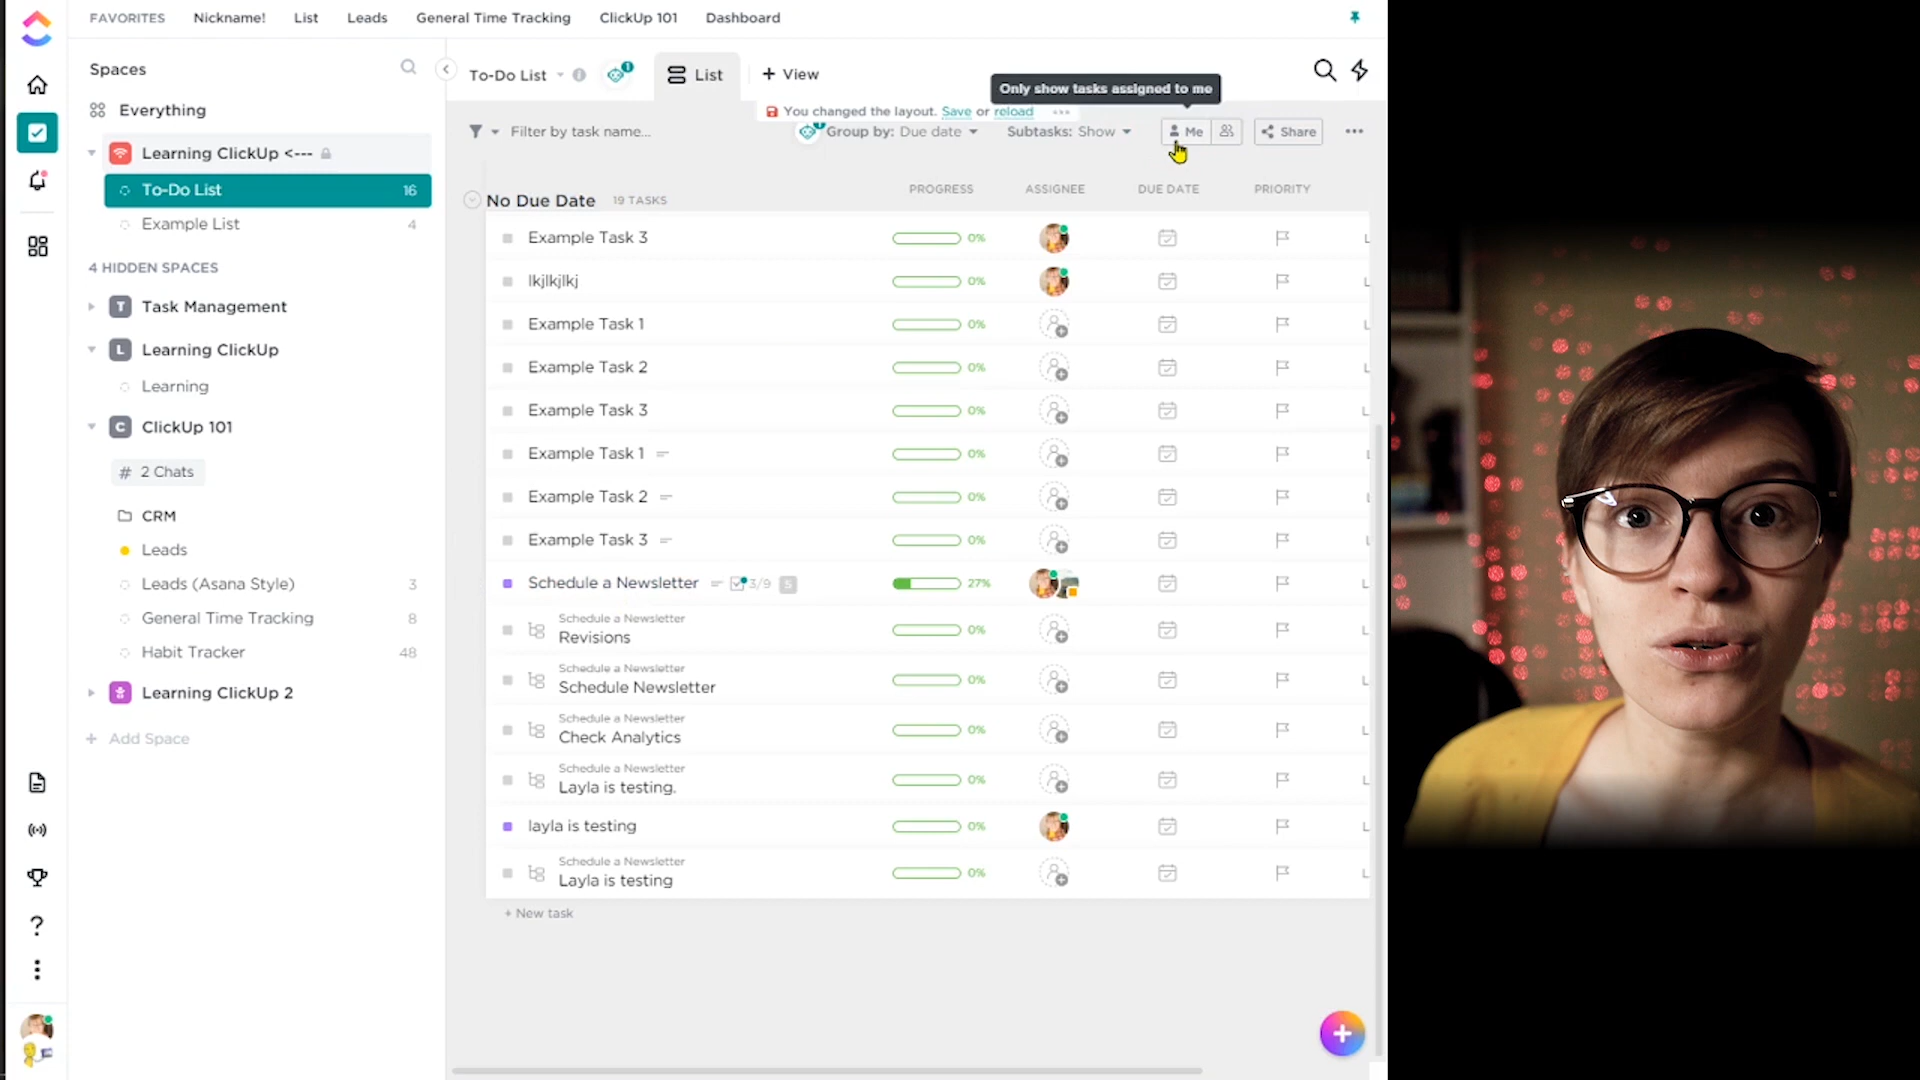 FAVORITES Nickname! List Leads General Time Tracking ClickUp 101 Dashboard
Spaces
Everything
Learning ClickUp <---
To-Do List 16
Example List 4
4 HIDDEN SPACES
T Task Management
L Learning ClickUp
Learning
C ClickUp 101
# 2 Chats
CRM
Leads
Leads (Asana Style) 3
General Time Tracking 8
Habit Tracker 48
Learning ClickUp 2
+ Add Space
To-Do List 1 List + View
Only show tasks assigned to me
You changed the layout. Save or reload ...
Filter by task name... Group by: Due date Subtasks: Show Me Share
No Due Date 19 TASKS PROGRESS ASSIGNEE DUE DATE PRIORITY
Example Task 3 0%
lkjlkjlkj 0%
Example Task 1 0%
Example Task 2 0%
Example Task 3 0%
Example Task 1 0%
Example Task 2 0%
Example Task 3 0%
Schedule a Newsletter 3/9 5 27%
Schedule a Newsletter
Revisions 0%
Schedule a Newsletter
Schedule Newsletter 0%
Schedule a Newsletter
Check Analytics 0%
Schedule a Newsletter
Layla is testing. 0%
layla is testing 0%
Schedule a Newsletter
Layla is testing 0%
+ New task